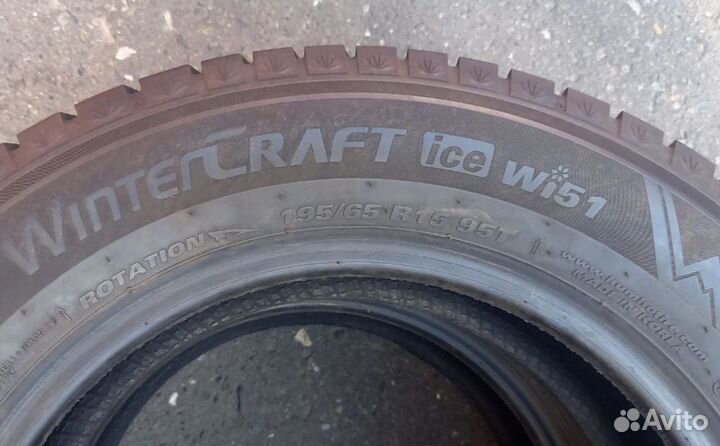 WINTERCRAFT ice Wi51
195/65 R15 95T
ROTATION
www.kumhotire.com
MADE IN KOREA
Avito